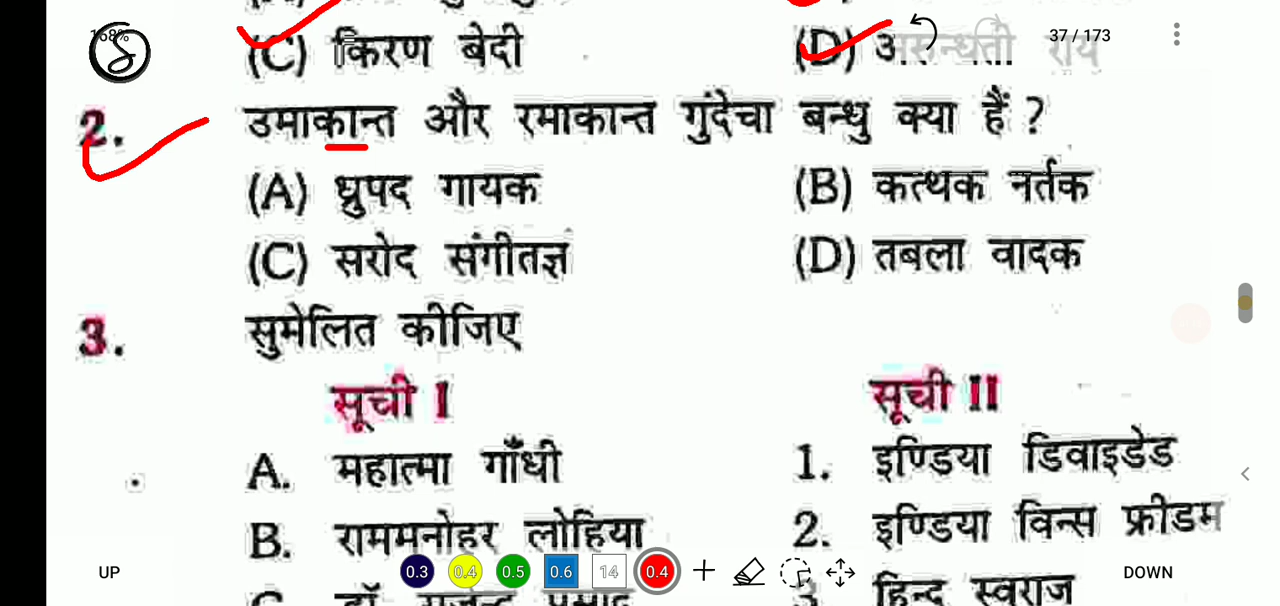 168%
(C) किरण बेदी (D) राय 37 / 173
2. उमाकान्त और रमाकान्त गुंदेचा बन्धु क्या हैं ?
(A) ध्रुपद गायक (B) कत्थक नर्तक
(C) सरोद संगीतज्ञ (D) तबला वादक
3. सुमेलित कीजिए
सूची I सूची II
A. महात्मा गाँधी 1. इण्डिया डिवाइडेड
B. राममनोहर लोहिया 2. इण्डिया विन्स फ्रीडम
डॉ हिन्द स्वराज
UP 0.3 0.4 0.5 0.6 14 0.4 DOWN